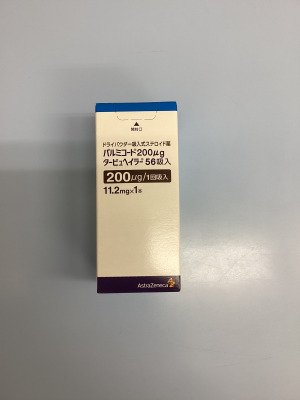 開封口
ドライパウダー吸入式ステロイド薬
パルミコート200μg
タービュヘイラー 56吸入
200μg/1回吸入
11.2mg×1本
AstraZeneca